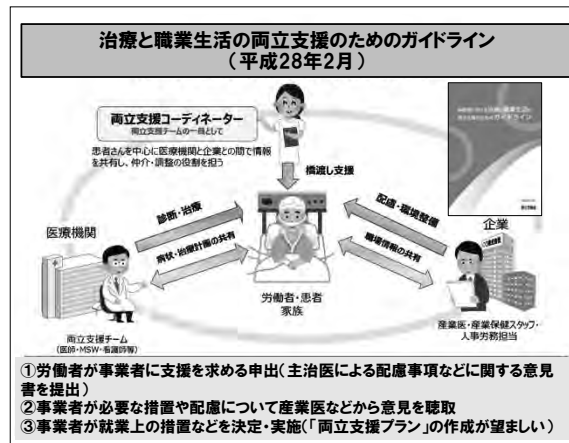 治療と職業生活の両立支援のためのガイドライン
（平成28年2月）
両立支援コーディネーター
両立支援チームの一員として
患者さんを中心に医療機関と企業との間で情報
を共有し、仲介・調整の役割を担う
ガイドライン
橋渡し支援
医療機関
診断・治療
病状・治療計画の共有
配慮・環境整備
職場情報の共有
企業
労働者・患者
家族
両立支援チーム
（医師・MSW・看護師等）
産業医・産業保健スタッフ・
人事労務担当
①労働者が事業者に支援を求める申出（主治医による配慮事項などに関する意見
書を提出）
②事業者が必要な措置や配慮について産業医などから意見を聴取
③事業者が就業上の措置などを決定・実施（「両立支援プラン」の作成が望ましい）